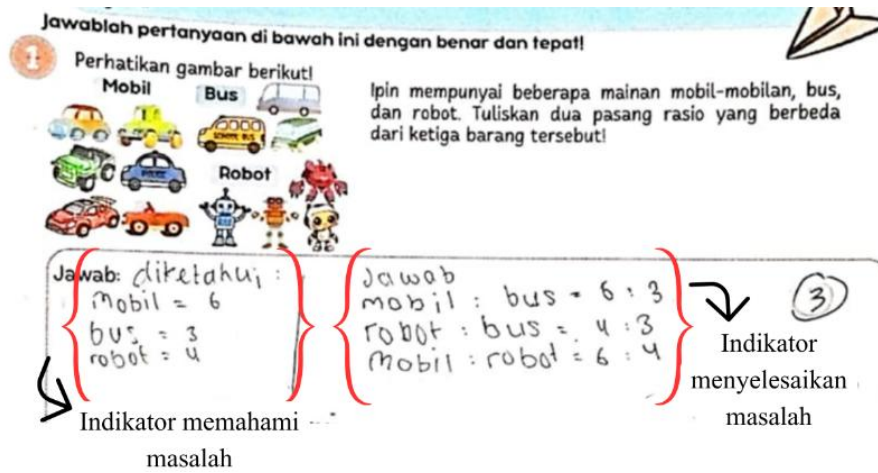 Jawablah pertanyaan di bawah ini dengan benar dan tepat!
1
Perhatikan gambar berikut!
Mobil
Bus
SCHOOL BUS
POLICE
Robot
Ipin mempunyai beberapa mainan mobil-mobilan, bus,
dan robot. Tuliskan dua pasang rasio yang berbeda
dari ketiga barang tersebut!
Jawab: diketahui :
mobil = 6
bus = 3
robot = 4
Jawab
mobil : bus = 6 : 3
robot : bus = 4 : 3
Mobil : robot = 6 : 4
3
Indikator memahami
masalah
Indikator
menyelesaikan
masalah